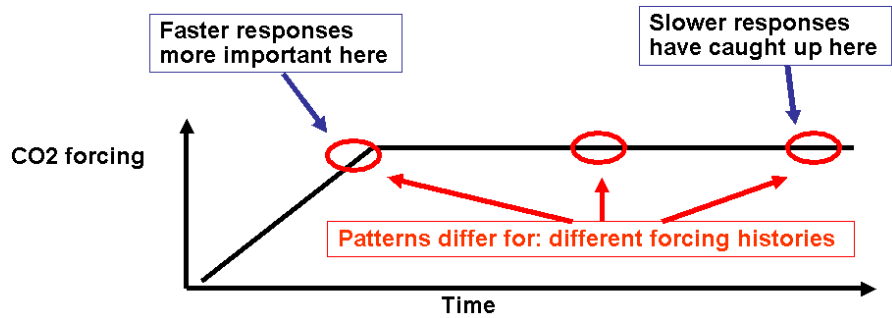 Faster responses
more important here
Slower responses
have caught up here
CO2 forcing
Patterns differ for: different forcing histories
Time